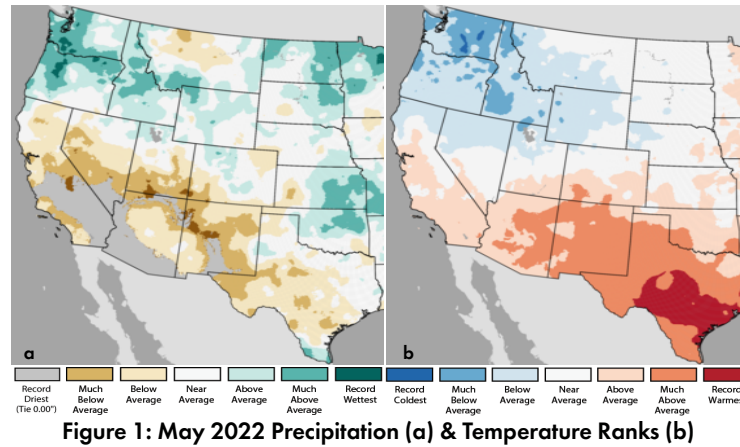 a
b
Record
Driest
(Tie 0.00")
Much
Below
Average
Below
Average
Near
Average
Above
Average
Much
Above
Average
Record
Wettest
Record
Coldest
Much
Below
Average
Below
Average
Near
Average
Above
Average
Much
Above
Average
Record
Warmes
Figure 1: May 2022 Precipitation (a) & Temperature Ranks (b)